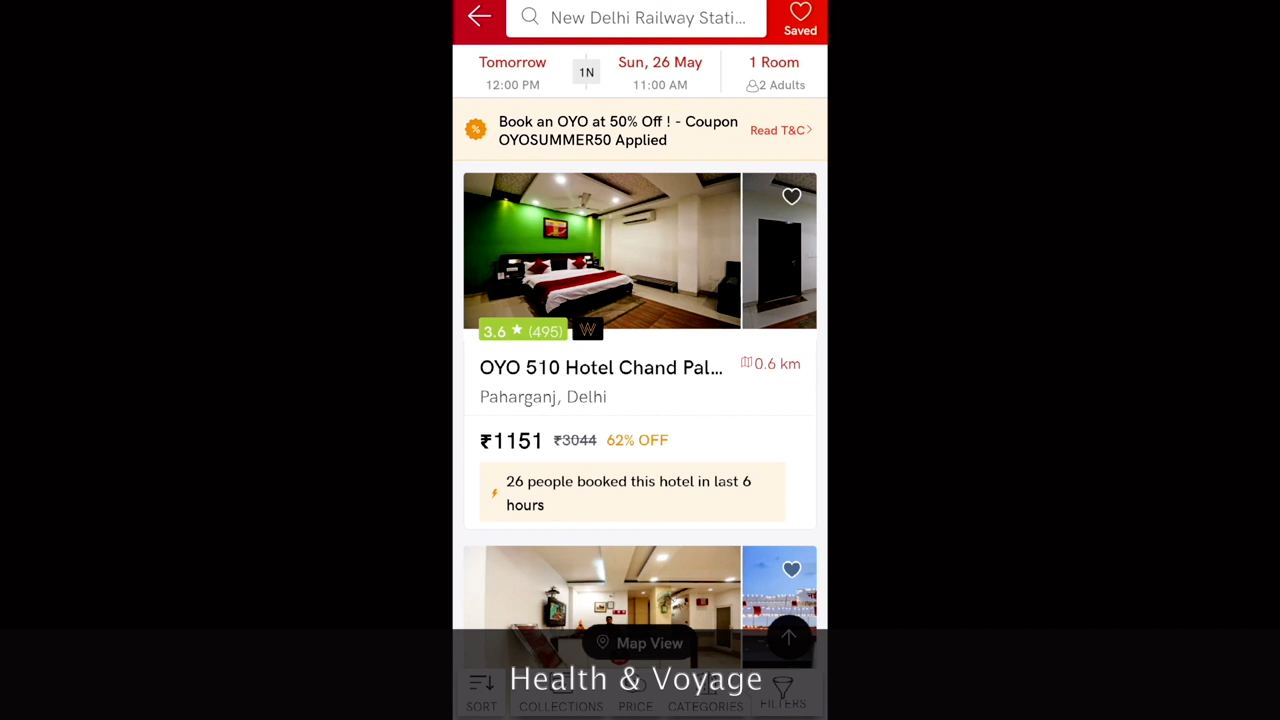 New Delhi Railway Stati...
Saved
Tomorrow
12:00 PM
1N
Sun, 26 May
11:00 AM
1 Room
2 Adults
Book an OYO at 50% Off ! - Coupon
OYOSUMMER50 Applied
Read T&C
3.6 ★ (495)
W
OYO 510 Hotel Chand Pal...
0.6 km
Paharganj, Delhi
₹1151 ₹3044 62% OFF
26 people booked this hotel in last 6
hours
Map View
Health & Voyage
SORT
COLLECTIONS
PRICE
CATEGORIES
FILTERS